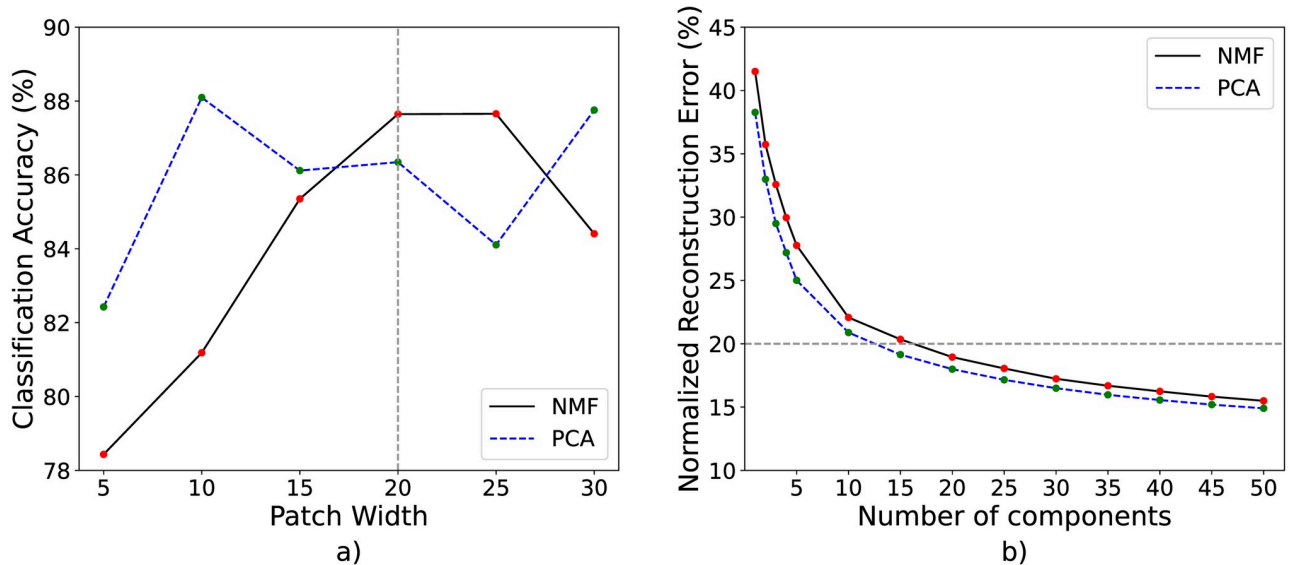 90
88
86
84
82
80
78
Classification Accuracy (%)
NMF
PCA
5 10 15 20 25 30
Patch Width
a)
45
40
35
30
25
20
15
10
Normalized Reconstruction Error (%)
NMF
PCA
5 10 15 20 25 30 35 40 45 50
Number of components
b)